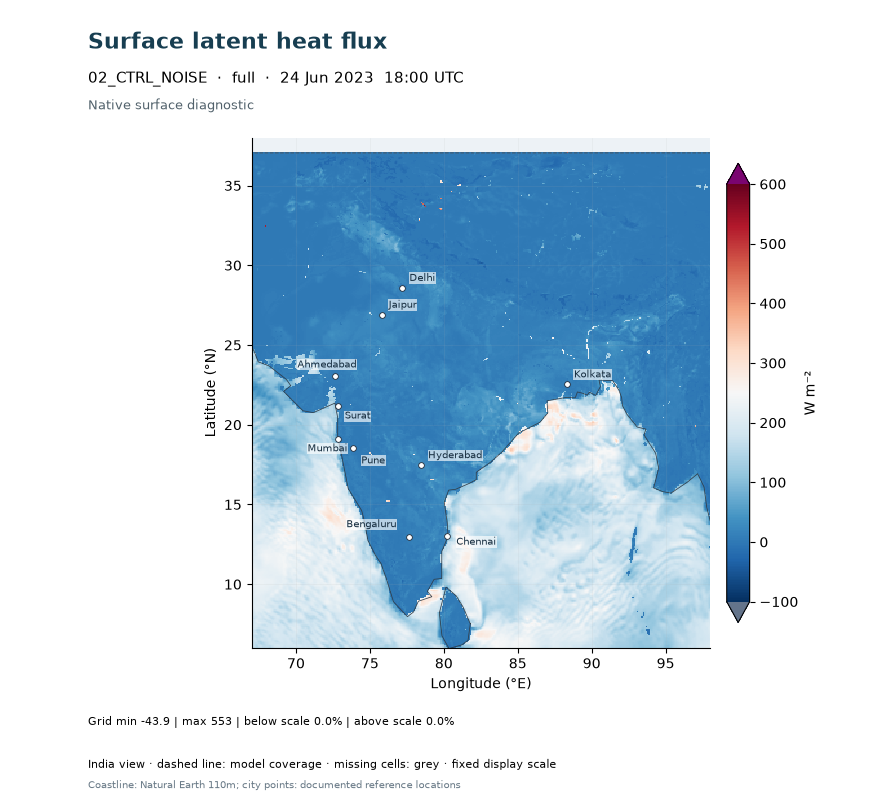 Surface latent heat flux
02_CTRL_NOISE · full · 24 Jun 2023 18:00 UTC
Native surface diagnostic
35
30
25
20
15
10
Latitude (°N)
70
75
80
85
90
95
Longitude (°E)
Delhi
Jaipur
Ahmedabad
Kolkata
Surat
Mumbai
Pune
Hyderabad
Bengaluru
Chennai
600
500
400
300
200
100
0
−100
W m⁻²
Grid min -43.9 | max 553 | below scale 0.0% | above scale 0.0%
India view · dashed line: model coverage · missing cells: grey · fixed display scale
Coastline: Natural Earth 110m; city points: documented reference locations